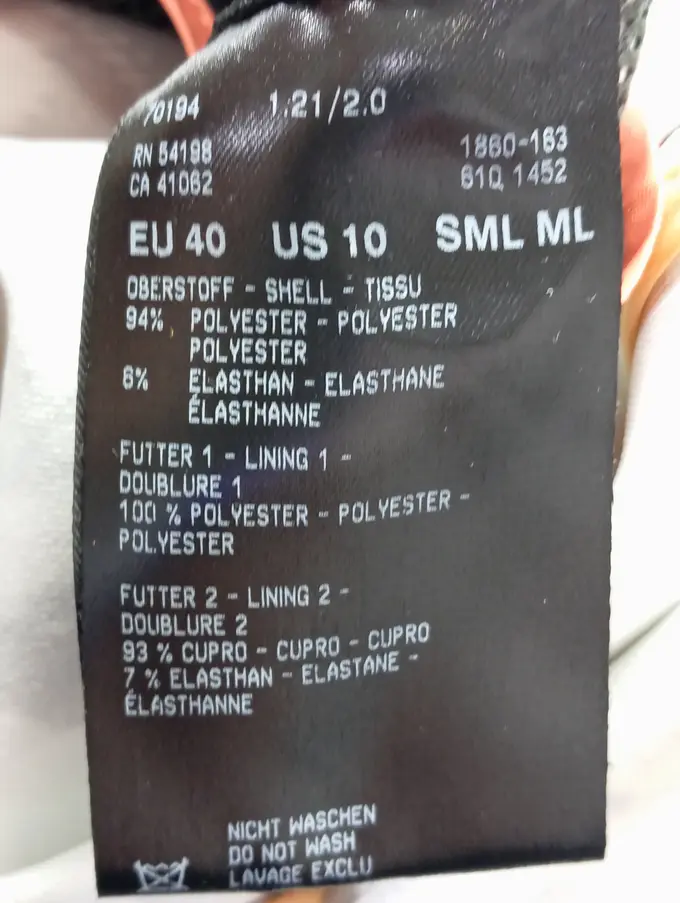 70194 1.21/2.0
RN 54198 1860-163
CA 41062 61Q 1452
EU 40 US 10 SML ML
OBERSTOFF - SHELL - TISSU
94% POLYESTER - POLYESTER
POLYESTER
6% ELASTHAN - ELASTHANE
ÉLASTHANNE
FUTTER 1 - LINING 1 -
DOUBLURE 1
100 % POLYESTER - POLYESTER -
POLYESTER
FUTTER 2 - LINING 2 -
DOUBLURE 2
93 % CUPRO - CUPRO - CUPRO
7 % ELASTHAN - ELASTANE -
ÉLASTHANNE
NICHT WASCHEN
DO NOT WASH
LAVAGE EXCLU